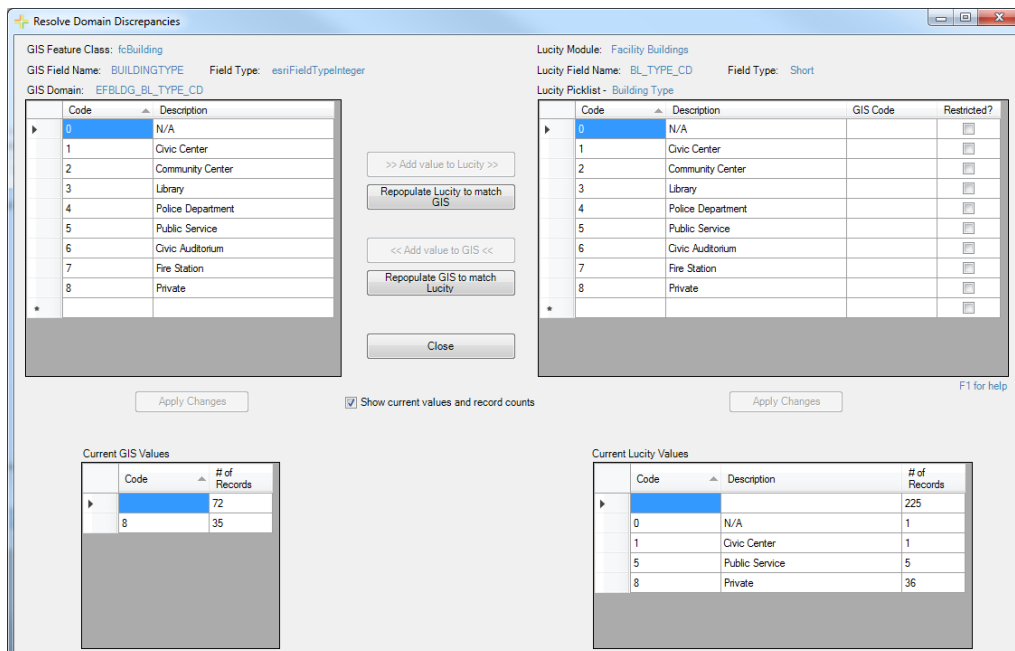 Resolve Domain Discrepancies
GIS Feature Class: fcBuilding
Lucity Module: Facility Buildings
GIS Field Name: BUILDINGTYPE Field Type: esriFieldTypeInteger
Lucity Field Name: BL_TYPE_CD Field Type: Short
GIS Domain: EFBLDG_BL_TYPE_CD
Lucity Picklist - Building Type
Code Description
0 N/A
1 Civic Center
2 Community Center
3 Library
4 Police Department
5 Public Service
6 Civic Auditorium
7 Fire Station
8 Private
*
>> Add value to Lucity >>
Repopulate Lucity to match
GIS
<< Add value to GIS <<
Repopulate GIS to match
Lucity
Close
Code Description GIS Code Restricted?
0 N/A
1 Civic Center
2 Community Center
3 Library
4 Police Department
5 Public Service
6 Civic Auditorium
7 Fire Station
8 Private
*
F1 for help
Apply Changes
Show current values and record counts
Apply Changes
Current GIS Values
Code # of
Records
72
8 35
Current Lucity Values
Code Description # of
Records
225
0 N/A 1
1 Civic Center 1
5 Public Service 5
8 Private 36